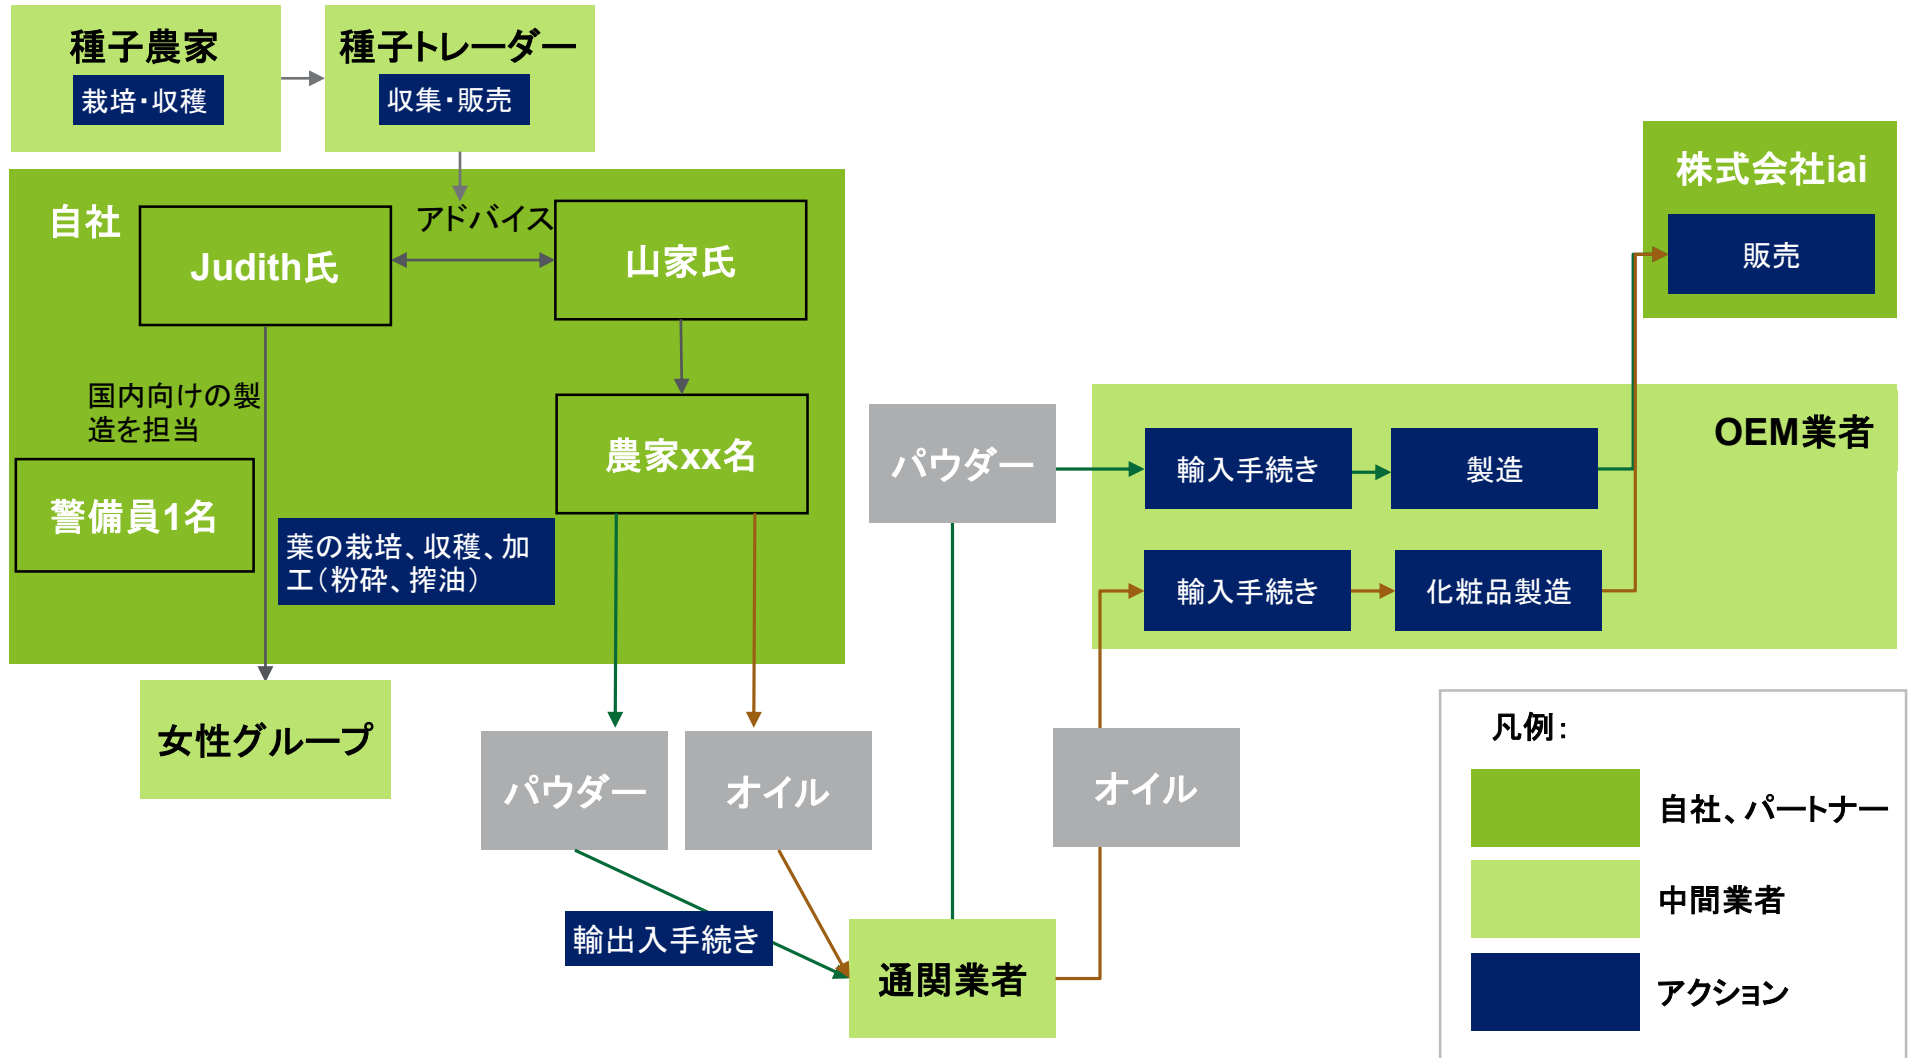 種子農家
栽培・収穫
種子トレーダー
収集・販売
株式会社iai
販売
自社
Judith氏
アドバイス
山家氏
国内向けの製
造を担当
農家xx名
警備員1名
葉の栽培、収穫、加
工(粉砕、搾油)
パウダー
輸入手続き
製造
OEM業者
輸入手続き
化粧品製造
女性グループ
パウダー
オイル
オイル
輸出入手続き
通関業者
凡例:
自社、パートナー
中間業者
アクション